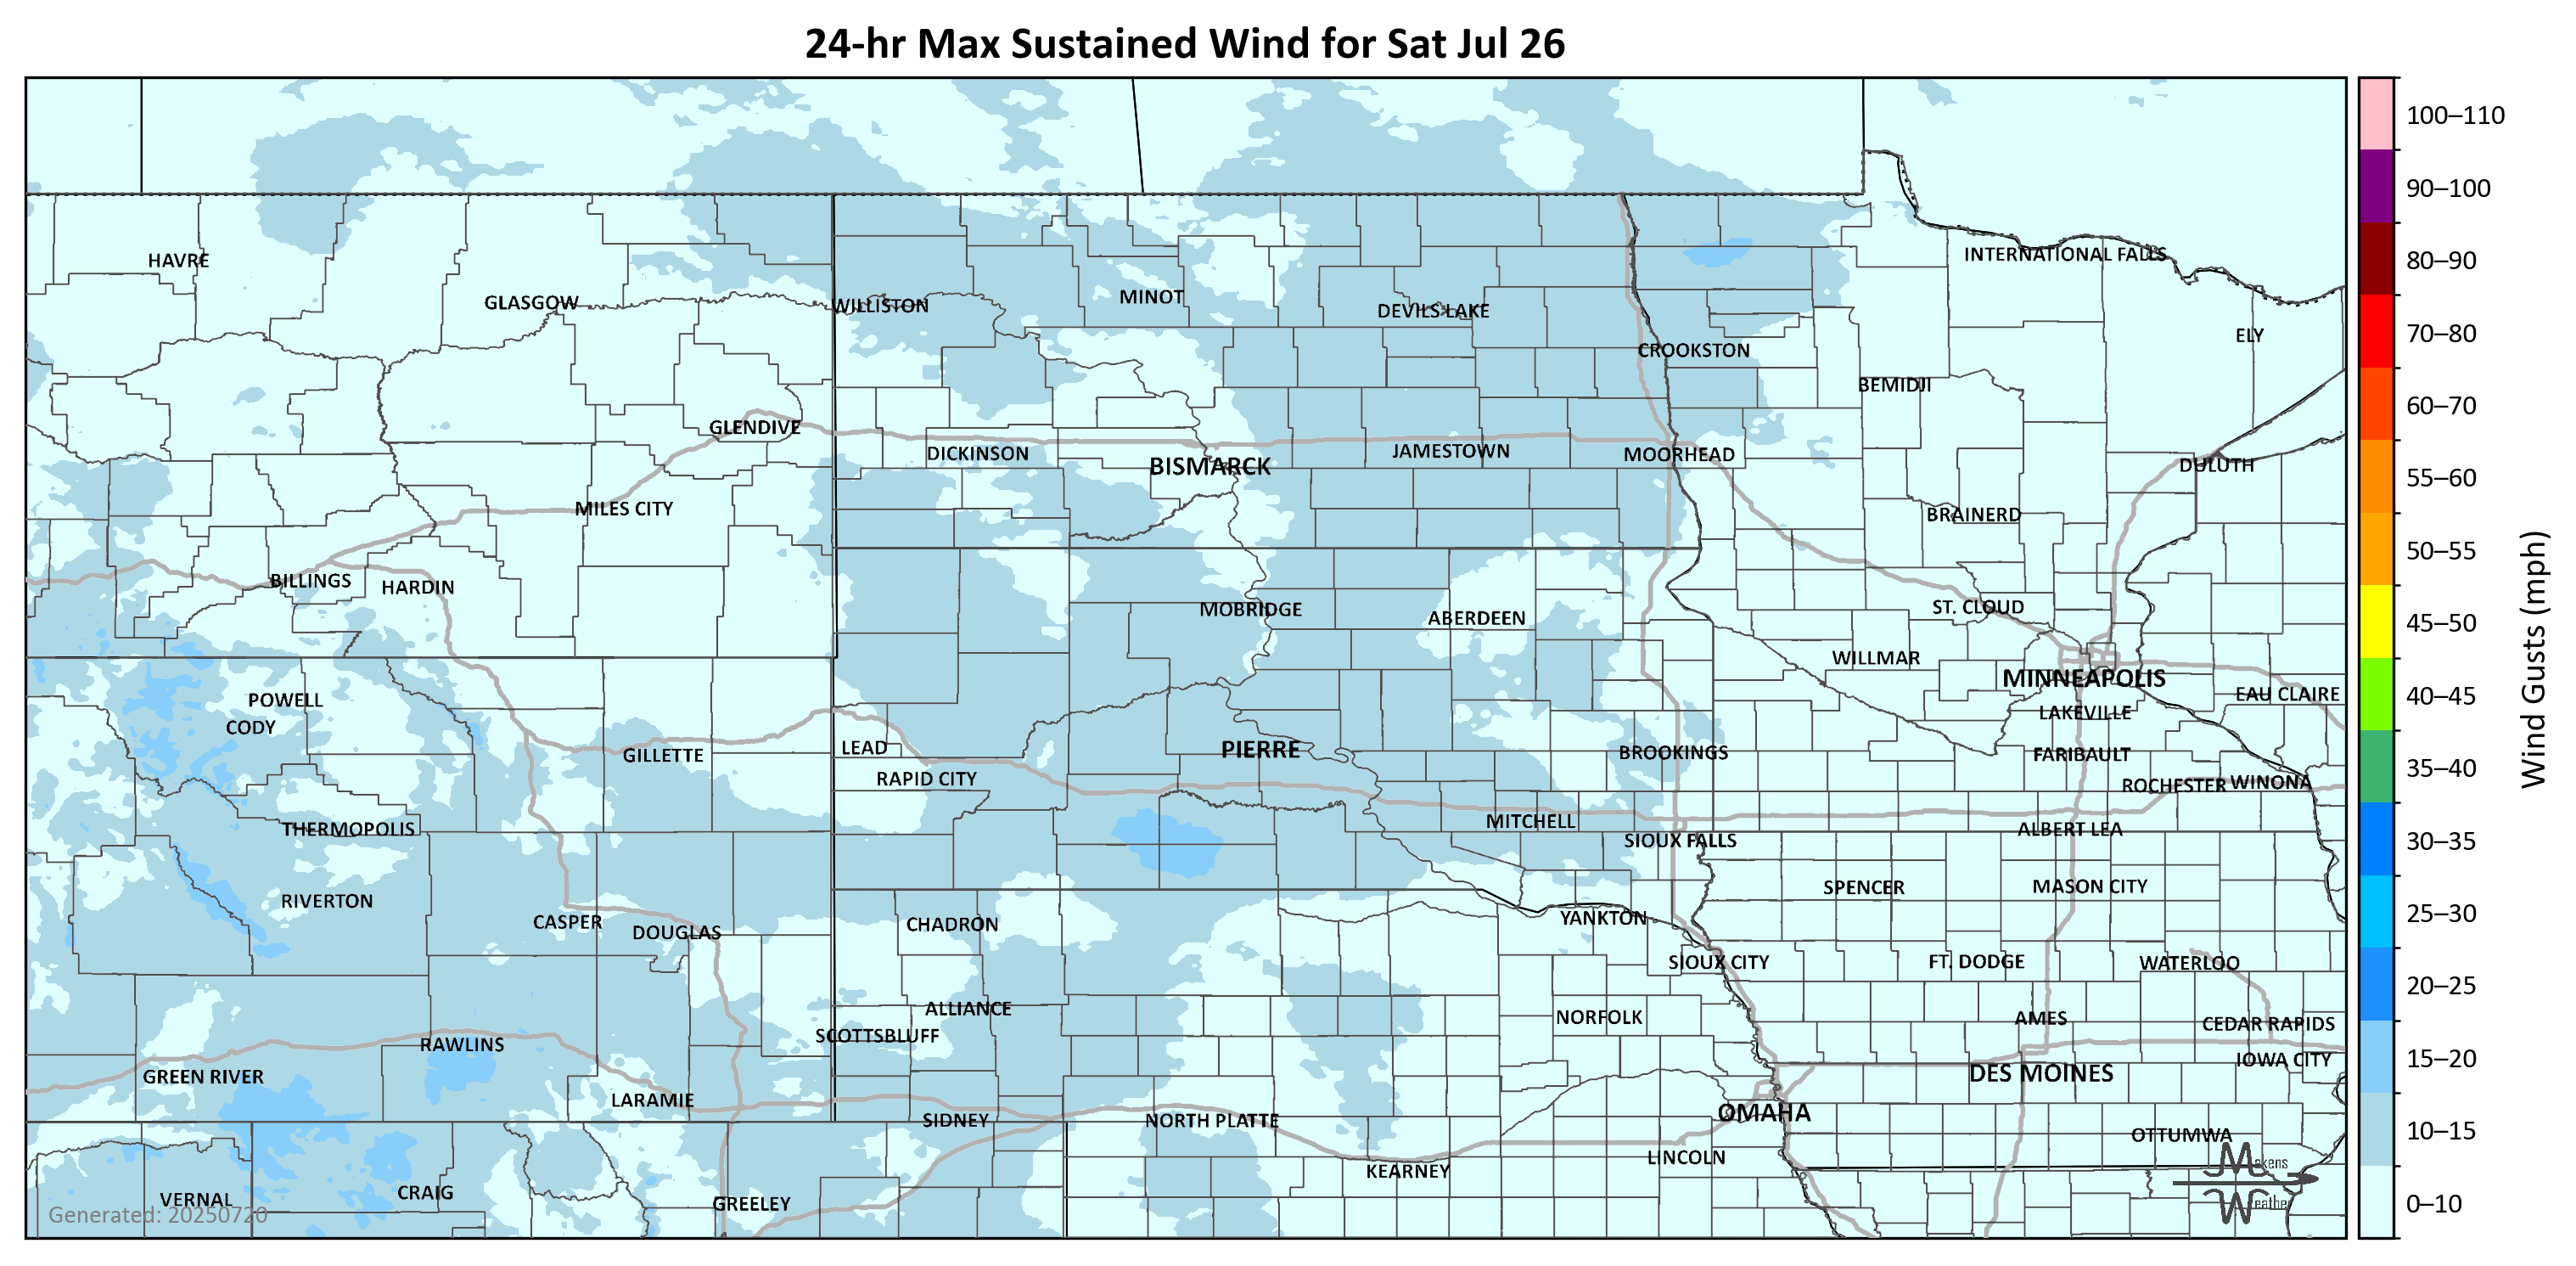 24-hr Max Sustained Wind for Sat Jul 26
100–110
90–100
80–90
70–80
60–70
55–60
50–55
45–50
40–45
35–40
30–35
25–30
20–25
15–20
10–15
0–10
Wind Gusts (mph)
HAVRE
INTERNATIONAL FALLS
GLASGOW
WILLISTON
MINOT
DEVILS LAKE
ELY
CROOKSTON
BEMIDJI
GLENDIVE
DICKINSON
BISMARCK
JAMESTOWN
MOORHEAD
DULUTH
MILES CITY
BRAINERD
BILLINGS
HARDIN
MOBRIDGE
ABERDEEN
ST. CLOUD
WILLMAR
MINNEAPOLIS
POWELL
EAU CLAIRE
CODY
LAKEVILLE
GILLETTE
LEAD
PIERRE
BROOKINGS
FARIBAULT
RAPID CITY
ROCHESTER
WINONA
THERMOPOLIS
MITCHELL
SIOUX FALLS
ALBERT LEA
RIVERTON
SPENCER
MASON CITY
CASPER
DOUGLAS
CHADRON
YANKTON
SIOUX CITY
FT. DODGE
WATERLOO
ALLIANCE
NORFOLK
AMES
CEDAR RAPIDS
SCOTTSBLUFF
RAWLINS
IOWA CITY
GREEN RIVER
DES MOINES
LARAMIE
SIDNEY
NORTH PLATTE
OMAHA
OTTUMWA
KEARNEY
LINCOLN
VERNAL
CRAIG
GREELEY
Generated: 20250720
Makens
Weather